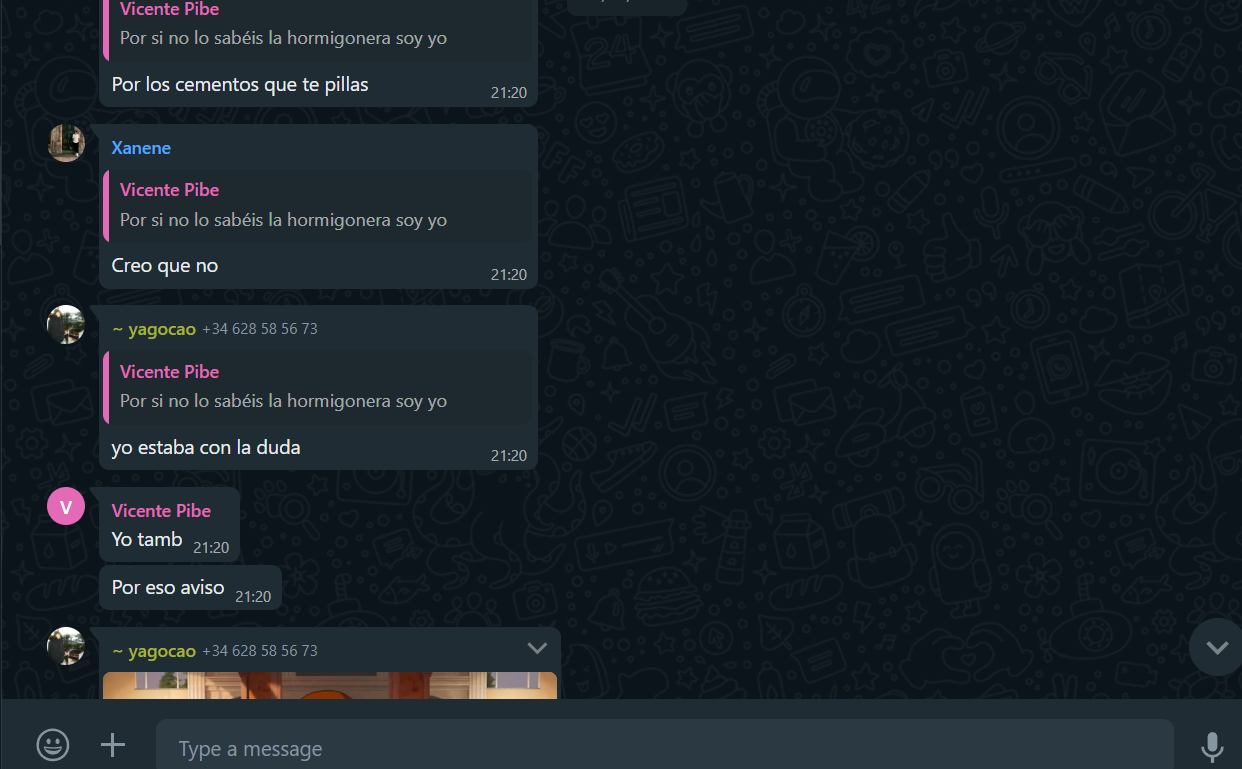 Vicente Pibe
Por si no lo sabéis la hormigonera soy yo
Por los cementos que te pillas
21:20
Xanene
Vicente Pibe
Por si no lo sabéis la hormigonera soy yo
Creo que no
21:20
~ yagocao +34 628 58 56 73
Vicente Pibe
Por si no lo sabéis la hormigonera soy yo
yo estaba con la duda
21:20
V
Vicente Pibe
Yo tamb 21:20
Por eso aviso 21:20
~ yagocao +34 628 58 56 73
Type a message